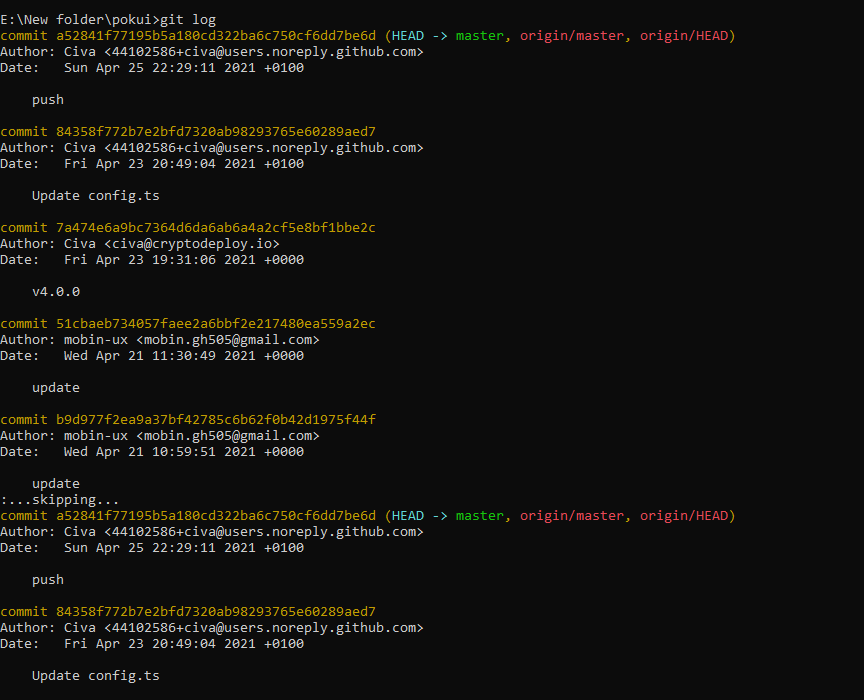 E:\New folder\pokui>git log
commit a52841f77195b5a180cd322ba6c750cf6dd7be6d (HEAD -> master, origin/master, origin/HEAD)
Author: Civa <44102586+civa@users.noreply.github.com>
Date:   Sun Apr 25 22:29:11 2021 +0100
push
commit 84358f772b7e2bfd7320ab98293765e60289aed7
Author: Civa <44102586+civa@users.noreply.github.com>
Date:   Fri Apr 23 20:49:04 2021 +0100
Update config.ts
commit 7a474e6a9bc7364d6da6ab6a4a2cf5e8bf1bbe2c
Author: Civa <civa@cryptodeploy.io>
Date:   Fri Apr 23 19:31:06 2021 +0000
v4.0.0
commit 51cbaeb734057faee2a6bbf2e217480ea559a2ec
Author: mobin-ux <mobin.gh505@gmail.com>
Date:   Wed Apr 21 11:30:49 2021 +0000
update
commit b9d977f2ea9a37bf42785c6b62f0b42d1975f44f
Author: mobin-ux <mobin.gh505@gmail.com>
Date:   Wed Apr 21 10:59:51 2021 +0000
update
:...skipping...
commit a52841f77195b5a180cd322ba6c750cf6dd7be6d (HEAD -> master, origin/master, origin/HEAD)
Author: Civa <44102586+civa@users.noreply.github.com>
Date:   Sun Apr 25 22:29:11 2021 +0100
push
commit 84358f772b7e2bfd7320ab98293765e60289aed7
Author: Civa <44102586+civa@users.noreply.github.com>
Date:   Fri Apr 23 20:49:04 2021 +0100
Update config.ts